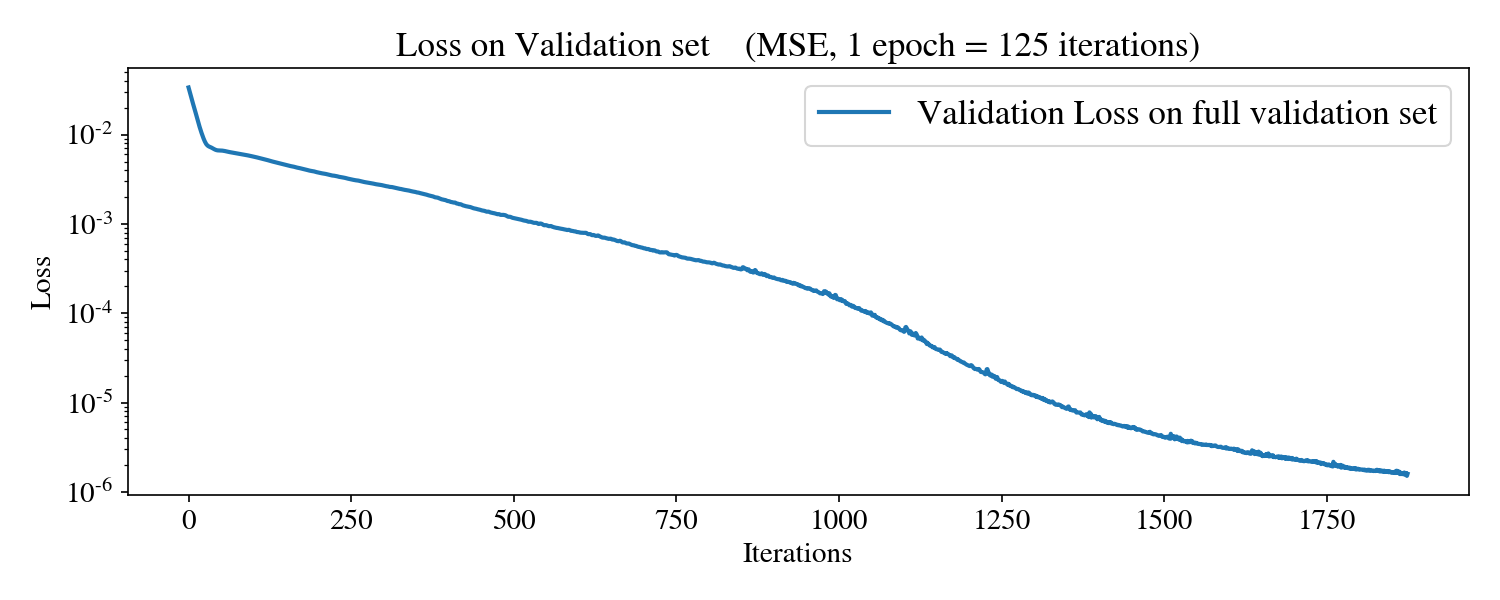 Loss on Validation set    (MSE, 1 epoch = 125 iterations)
Validation Loss on full validation set
Loss
10⁻²
10⁻³
10⁻⁴
10⁻⁵
10⁻⁶
0 250 500 750 1000 1250 1500 1750
Iterations